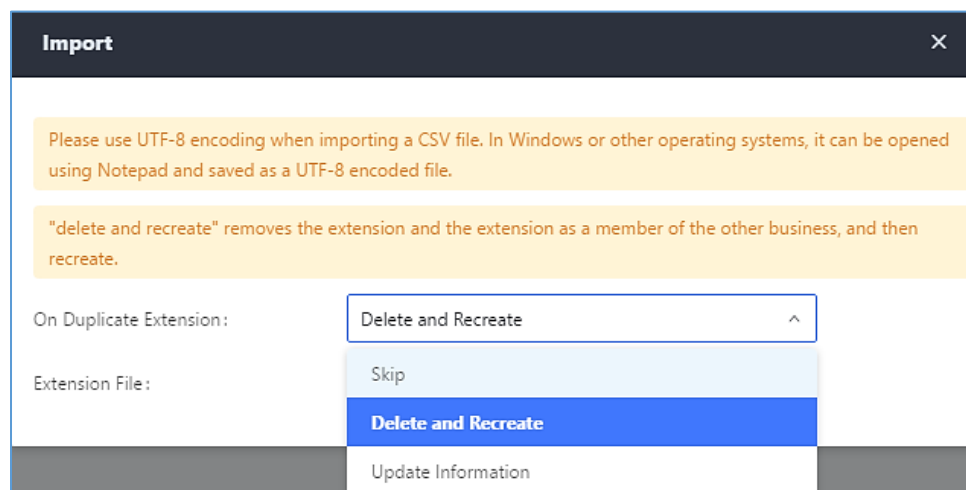 Import
Please use UTF-8 encoding when importing a CSV file. In Windows or other operating systems, it can be opened
using Notepad and saved as a UTF-8 encoded file.
"delete and recreate" removes the extension and the extension as a member of the other business, and then
recreate.
On Duplicate Extension:
Delete and Recreate
Skip
Extension File:
Delete and Recreate
Update Information